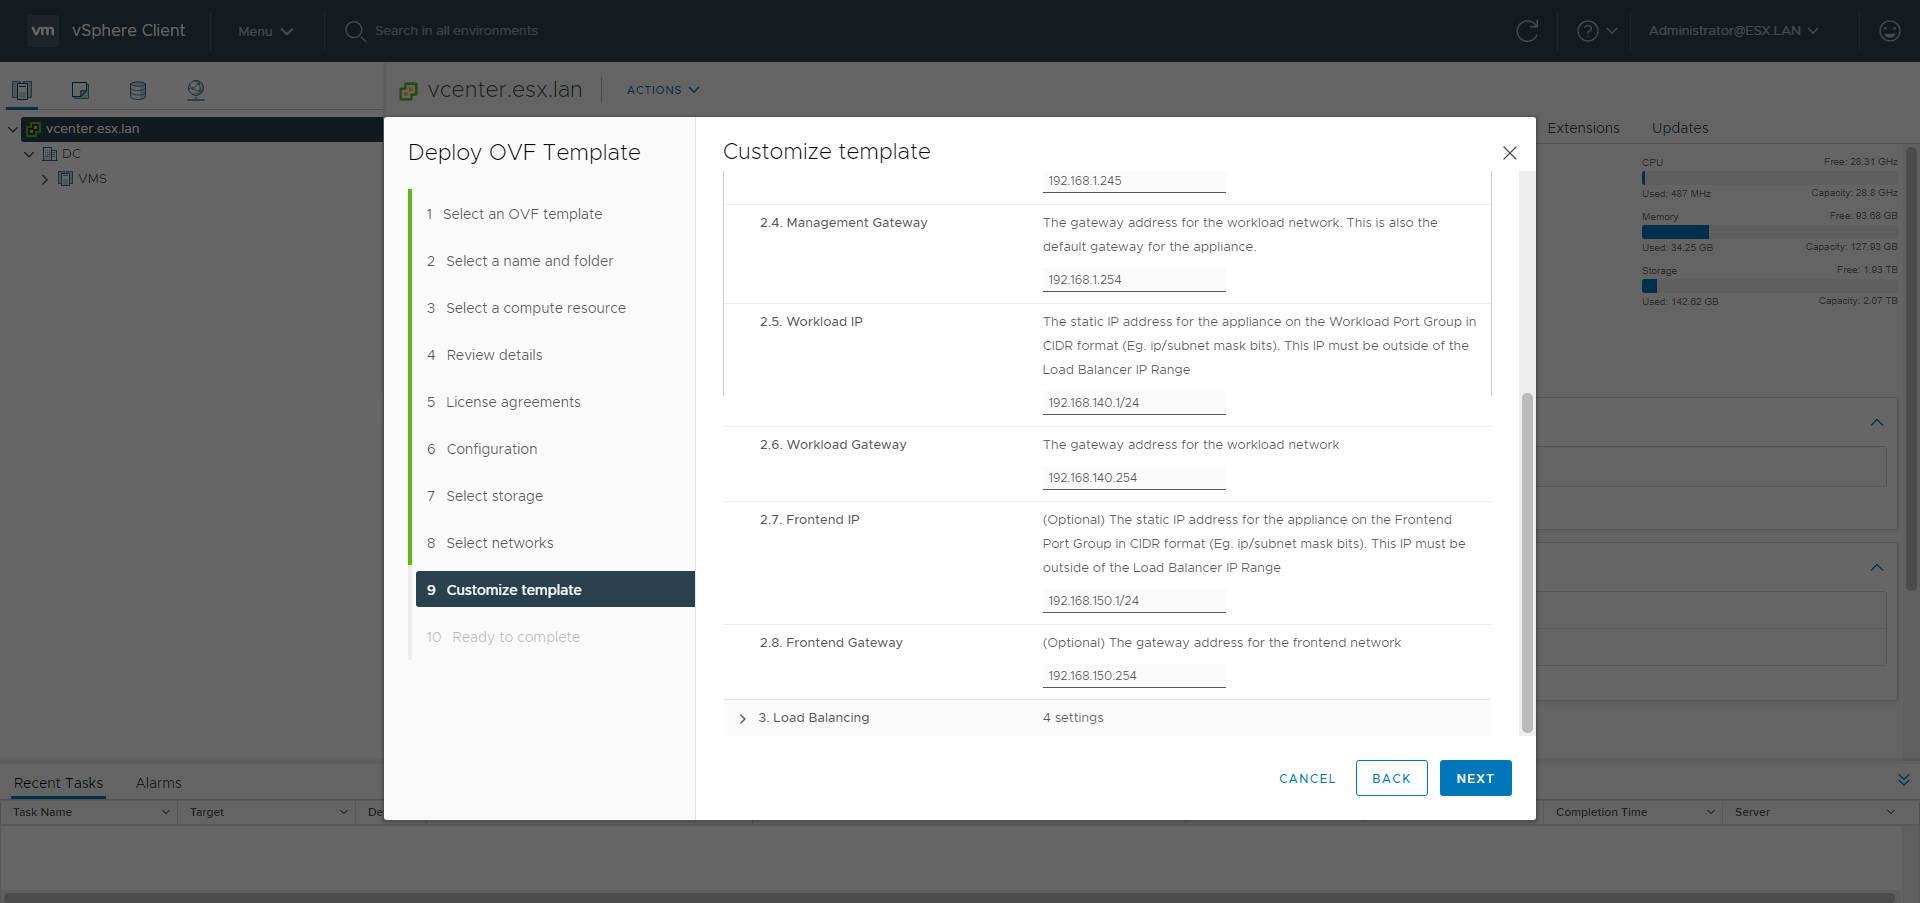 vm vSphere Client
Menu
Search in all environments
Administrator@ESX.LAN
vcenter.esx.lan
DC
VMS
vcenter.esx.lan
ACTIONS
Extensions
Updates
CPU
Free: 28.31 GHz
Used: 487 MHz
Capacity: 28.8 GHz
Memory
Free: 93.68 GB
Used: 34.25 GB
Capacity: 127.93 GB
Storage
Free: 1.93 TB
Used: 142.62 GB
Capacity: 2.07 TB
Deploy OVF Template
1 Select an OVF template
2 Select a name and folder
3 Select a compute resource
4 Review details
5 License agreements
6 Configuration
7 Select storage
8 Select networks
9 Customize template
10 Ready to complete
Customize template
192.168.1.245
2.4. Management Gateway
The gateway address for the workload network. This is also the
default gateway for the appliance.
192.168.1.254
2.5. Workload IP
The static IP address for the appliance on the Workload Port Group in
CIDR format (Eg. ip/subnet mask bits). This IP must be outside of the
Load Balancer IP Range
192.168.140.1/24
2.6. Workload Gateway
The gateway address for the workload network
192.168.140.254
2.7. Frontend IP
(Optional) The static IP address for the appliance on the Frontend
Port Group in CIDR format (Eg. ip/subnet mask bits). This IP must be
outside of the Load Balancer IP Range
192.168.150.1/24
2.8. Frontend Gateway
(Optional) The gateway address for the frontend network
192.168.150.254
3. Load Balancing
4 settings
CANCEL
BACK
NEXT
Recent Tasks
Alarms
Task Name
Target
De
Completion Time
Server